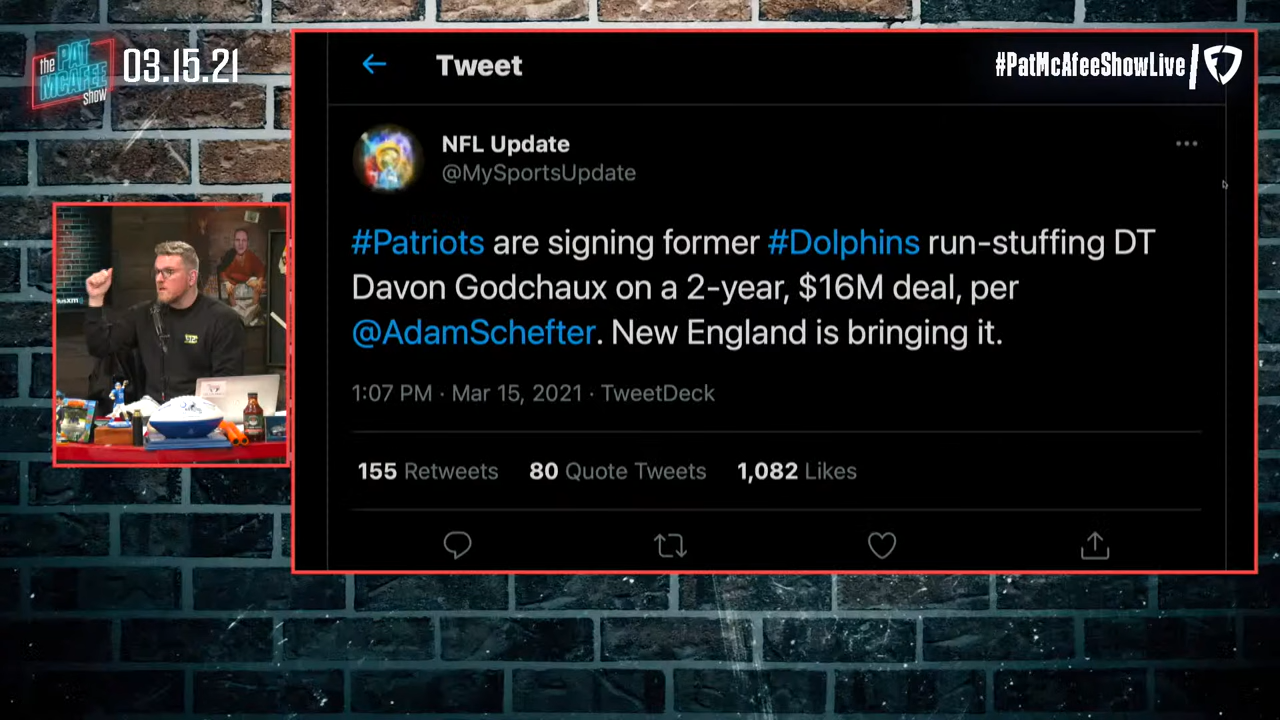 the PAT MCAFEE show
03.15.21
#PatMcAfeeShowLive
Tweet
NFL Update
@MySportsUpdate
#Patriots are signing former #Dolphins run-stuffing DT
Davon Godchaux on a 2-year, $16M deal, per
@AdamSchefter. New England is bringing it.
1:07 PM · Mar 15, 2021 · TweetDeck
155 Retweets 80 Quote Tweets 1,082 Likes